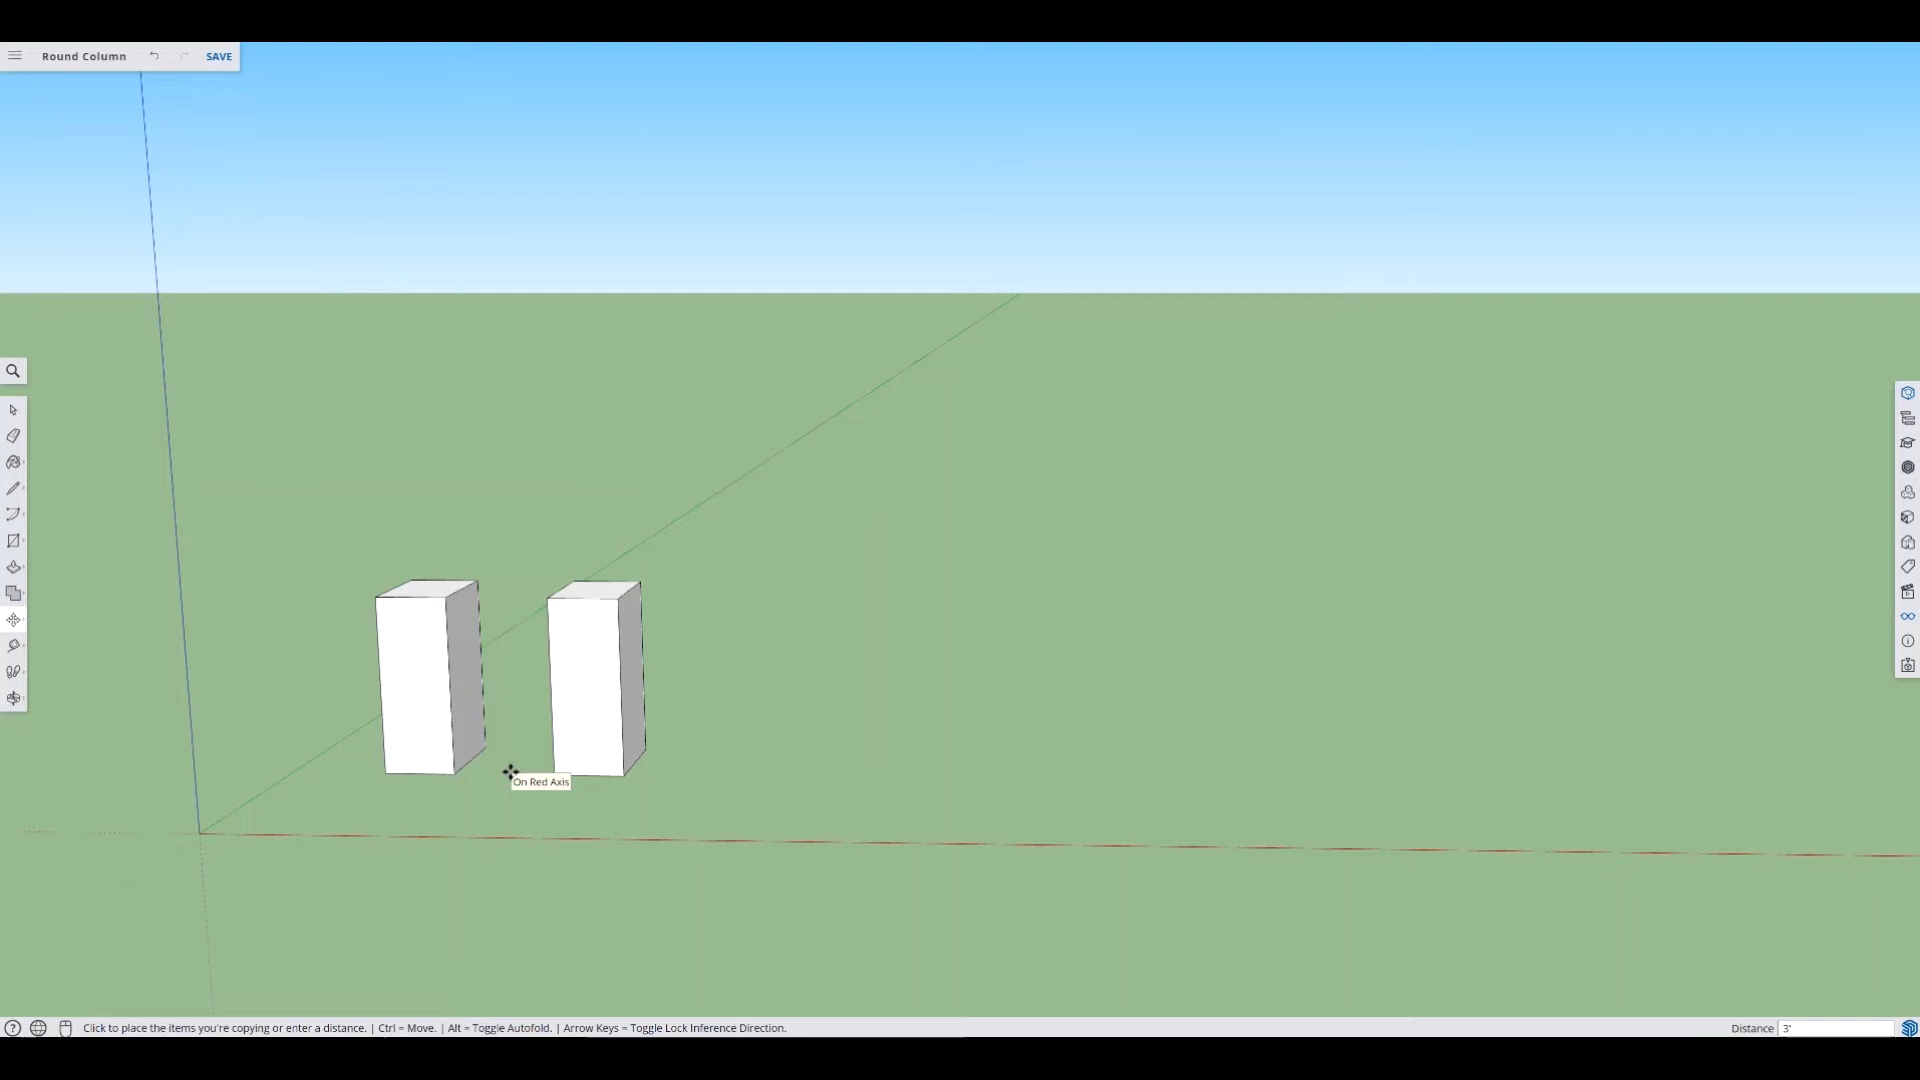 Round Column
SAVE
On Red Axis
Click to place the items you're copying or enter a distance. | Ctrl = Move. | Alt = Toggle Autofold. | Arrow Keys = Toggle Lock Inference Direction.
Distance 3'